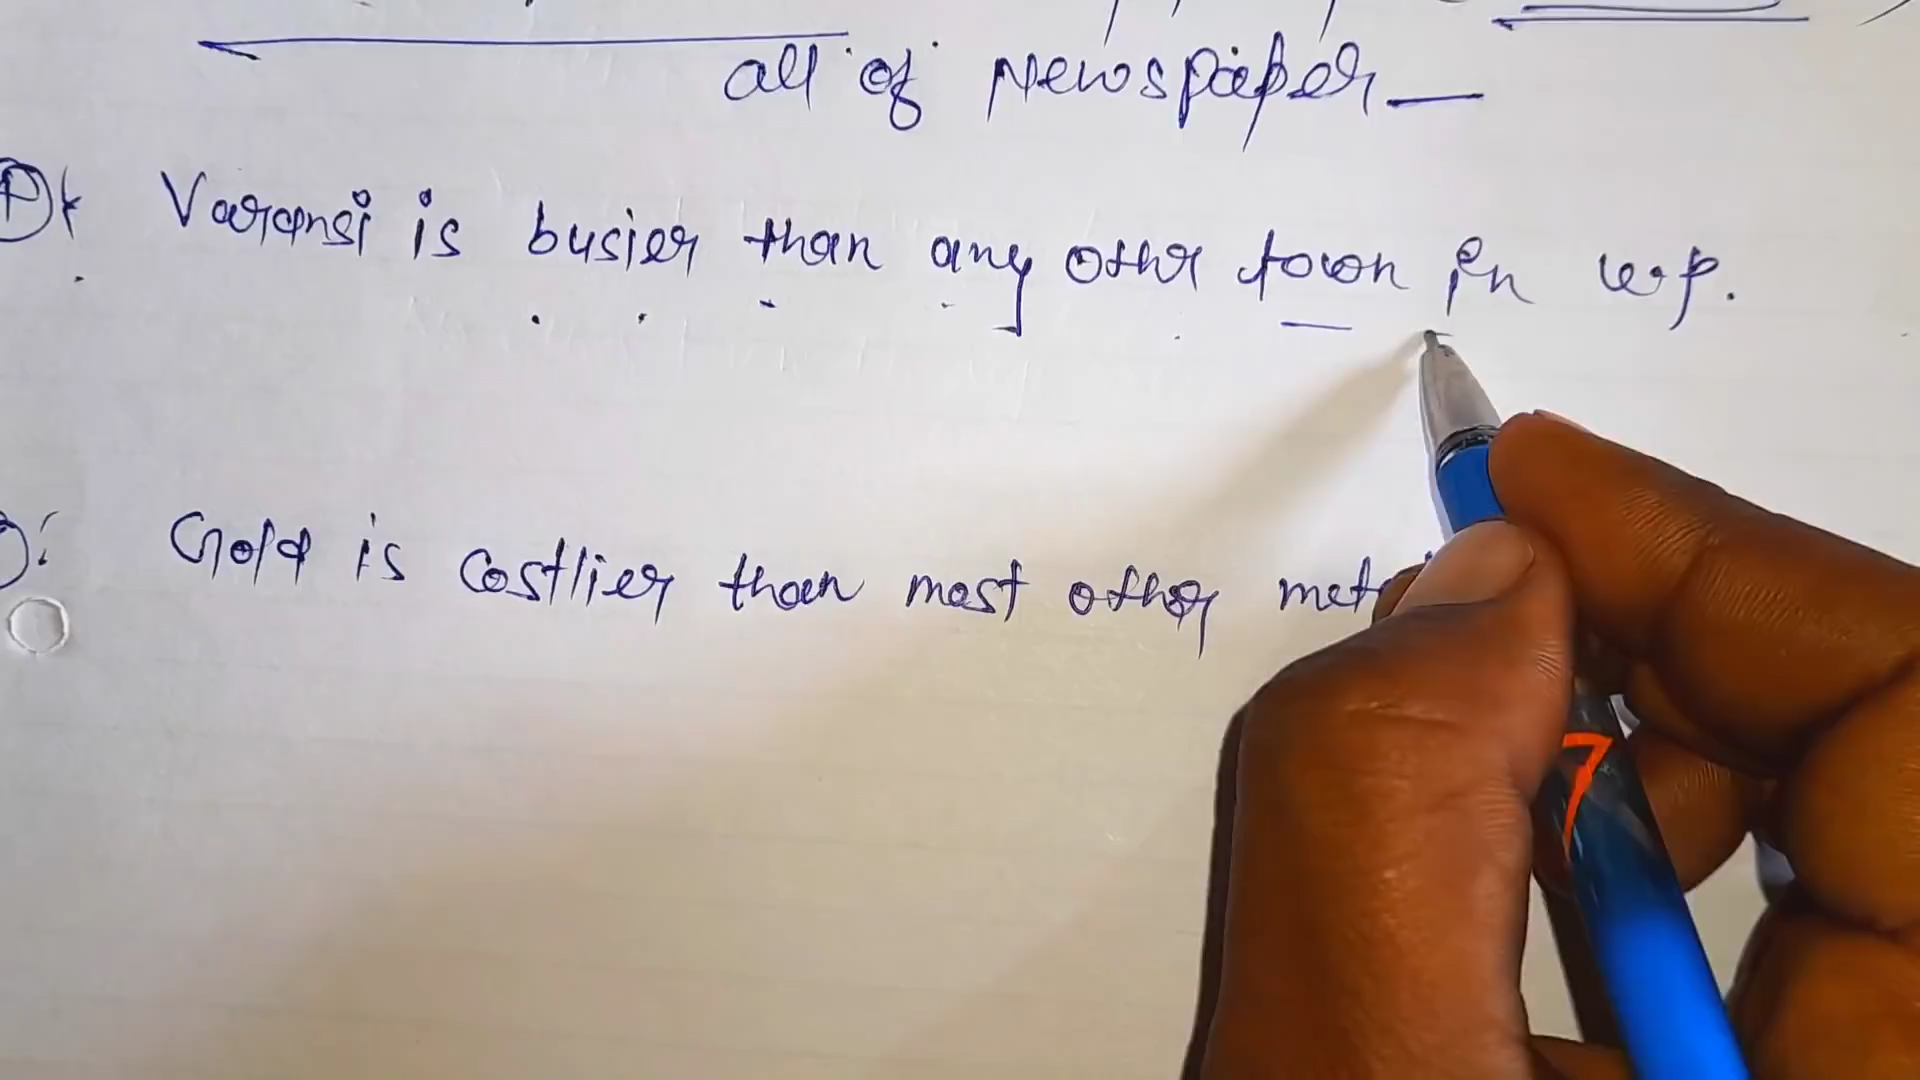 all of Newspaper
Varansi is busier than any other town in u.p.
Gold is costlier than most other